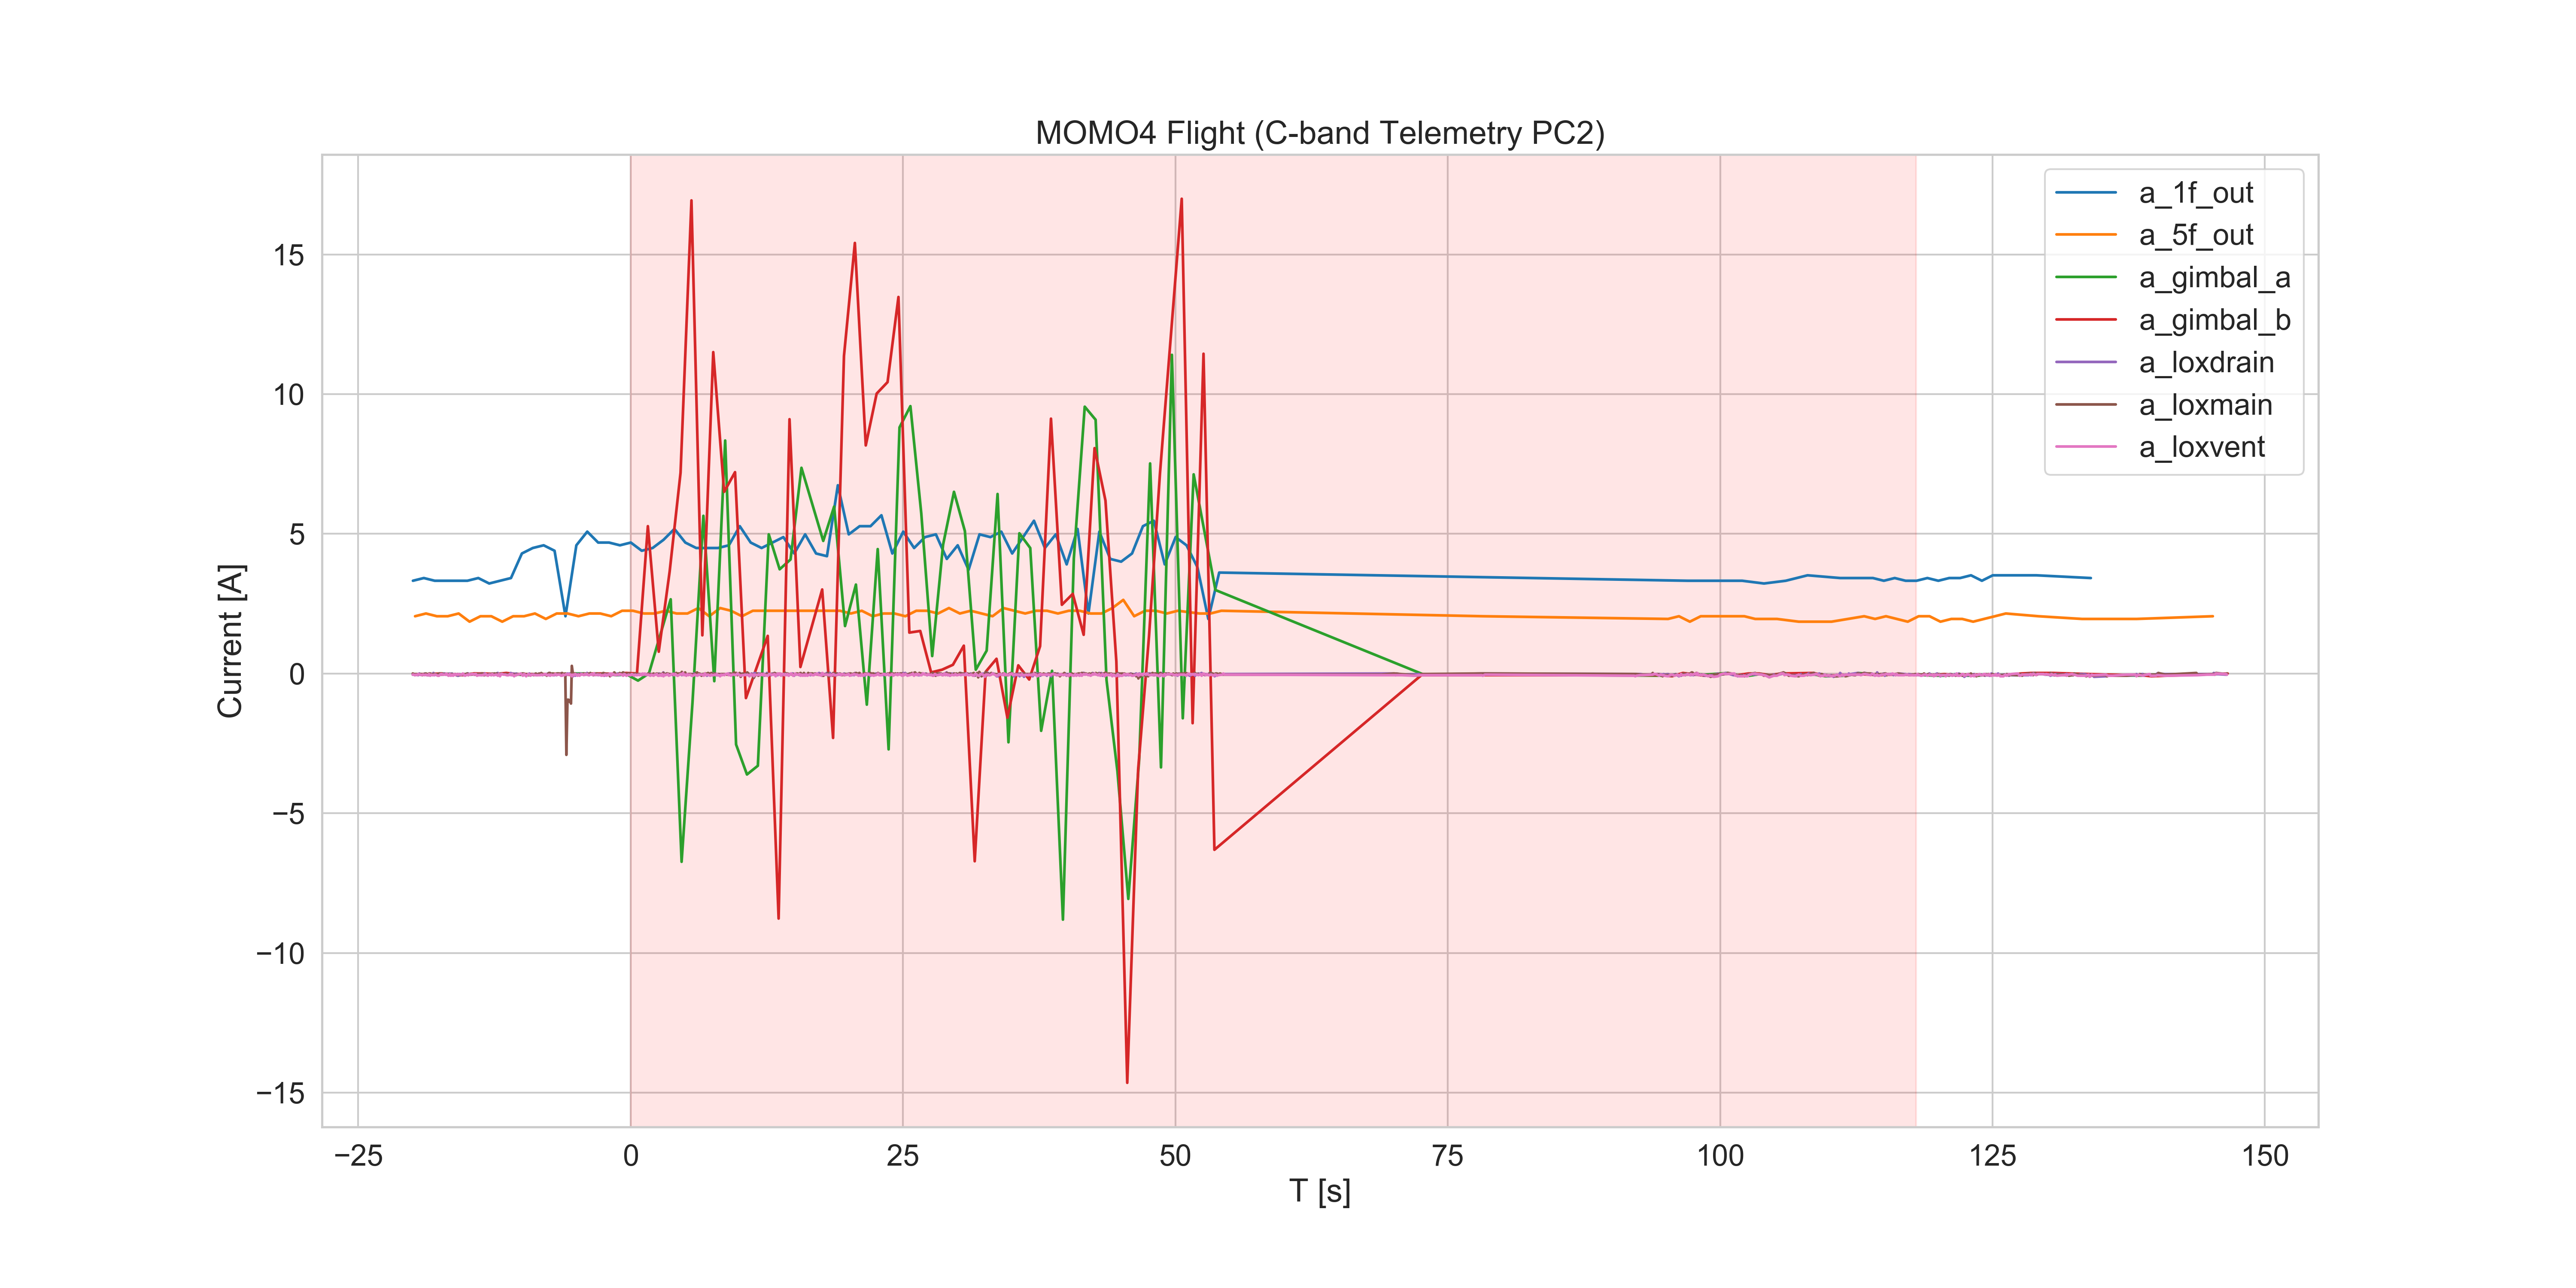 MOMO4 Flight (C-band Telemetry PC2)
a_1f_out
a_5f_out
a_gimbal_a
a_gimbal_b
a_loxdrain
a_loxmain
a_loxvent
15
10
5
0
−5
−10
−15
Current [A]
−25 0 25 50 75 100 125 150
T [s]